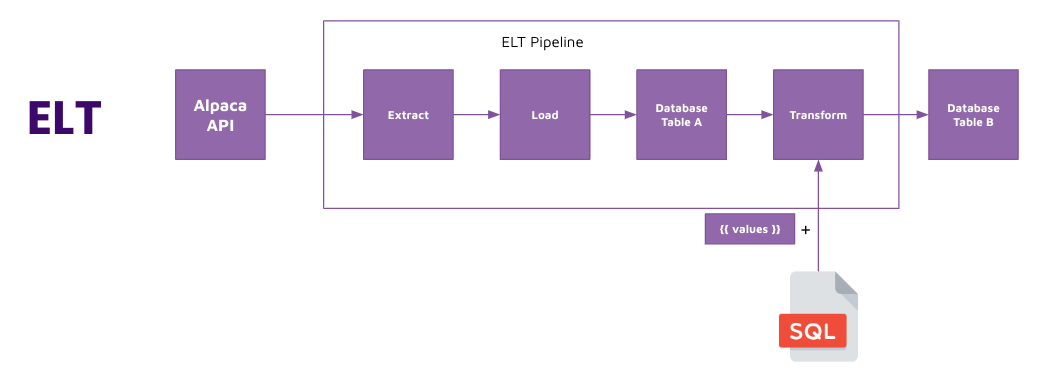 ELT Pipeline
ELT
Alpaca
API
Extract
Load
Database
Table A
Transform
Database
Table B
{{ values }} +
SQL